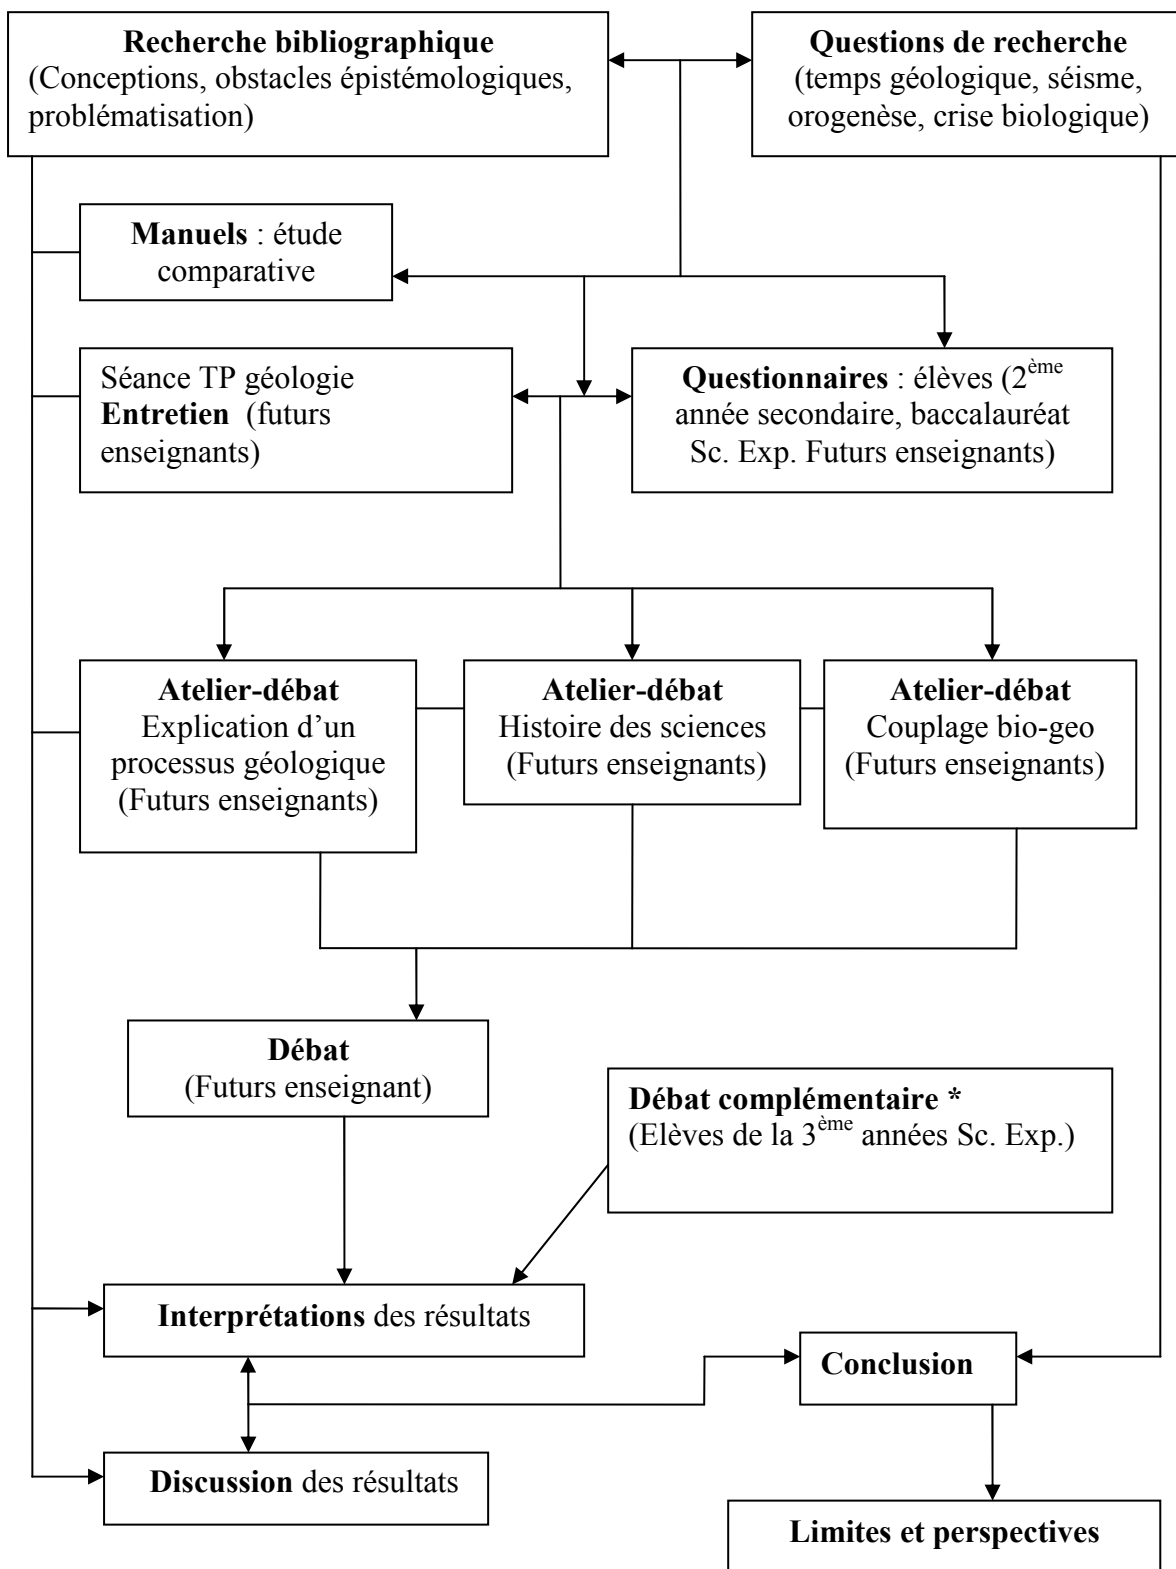 Recherche bibliographique
(Conceptions, obstacles épistémologiques,
problématisation)
Questions de recherche
(temps géologique, séisme,
orogenèse, crise biologique)
Manuels : étude
comparative
Séance TP géologie
Entretien (futurs
enseignants)
Questionnaires : élèves (2ème
année secondaire, baccalauréat
Sc. Exp. Futurs enseignants)
Atelier-débat
Explication d’un
processus géologique
(Futurs enseignants)
Atelier-débat
Histoire des sciences
(Futurs enseignants)
Atelier-débat
Couplage bio-geo
(Futurs enseignants)
Débat
(Futurs enseignant)
Débat complémentaire *
(Elèves de la 3ème années Sc. Exp.)
Interprétations des résultats
Conclusion
Discussion des résultats
Limites et perspectives